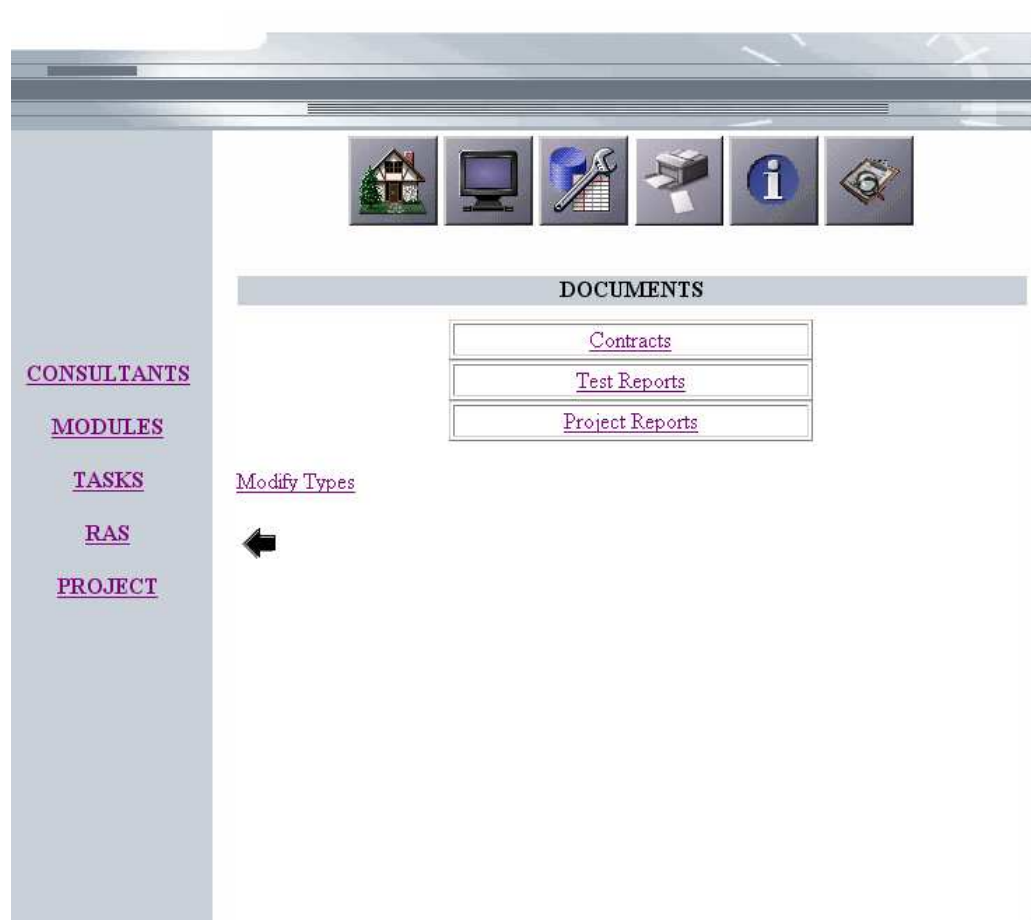 DOCUMENTS
Contracts
Test Reports
Project Reports
Modify Types
CONSULTANTS
MODULES
TASKS
RAS
PROJECT